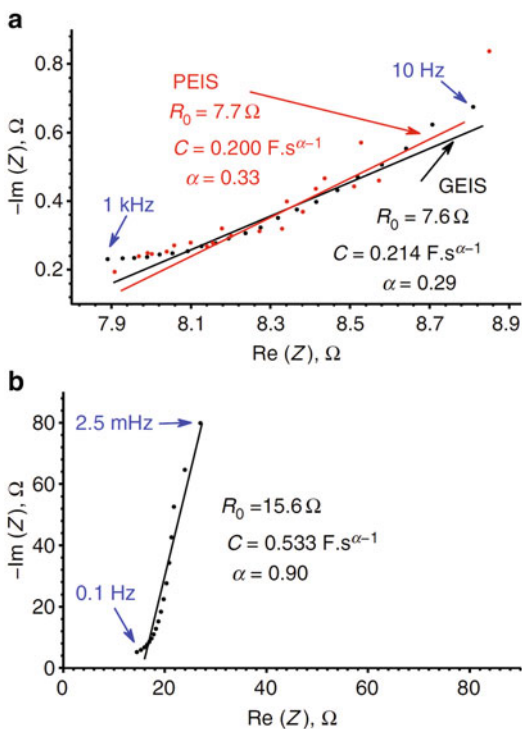 a
PEIS
R₀ = 7.7 Ω
C = 0.200 F.s^α−1
α = 0.33
10 Hz
1 kHz
GEIS
R₀ = 7.6 Ω
C = 0.214 F.s^α−1
α = 0.29
−Im (Z), Ω
0.8
0.6
0.4
0.2
7.9 8.1 8.3 8.5 8.7 8.9
Re (Z), Ω
b
2.5 mHz
R₀ =15.6 Ω
C = 0.533 F.s^α−1
α = 0.90
0.1 Hz
−Im (Z), Ω
80
60
40
20
0
0 20 40 60 80
Re (Z), Ω